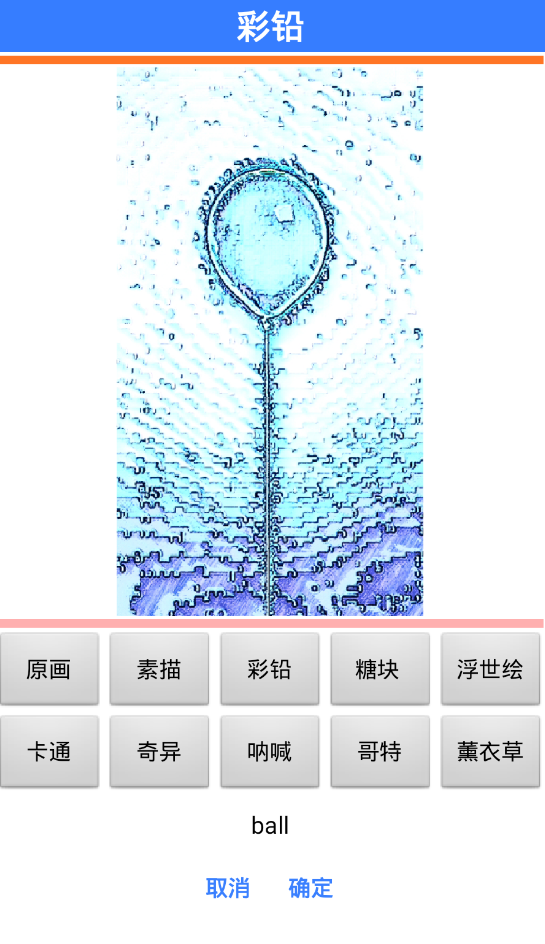 彩铅
原画 素描 彩铅 糖块 浮世绘
卡通 奇异 呐喊 哥特 薰衣草
ball
取消 确定